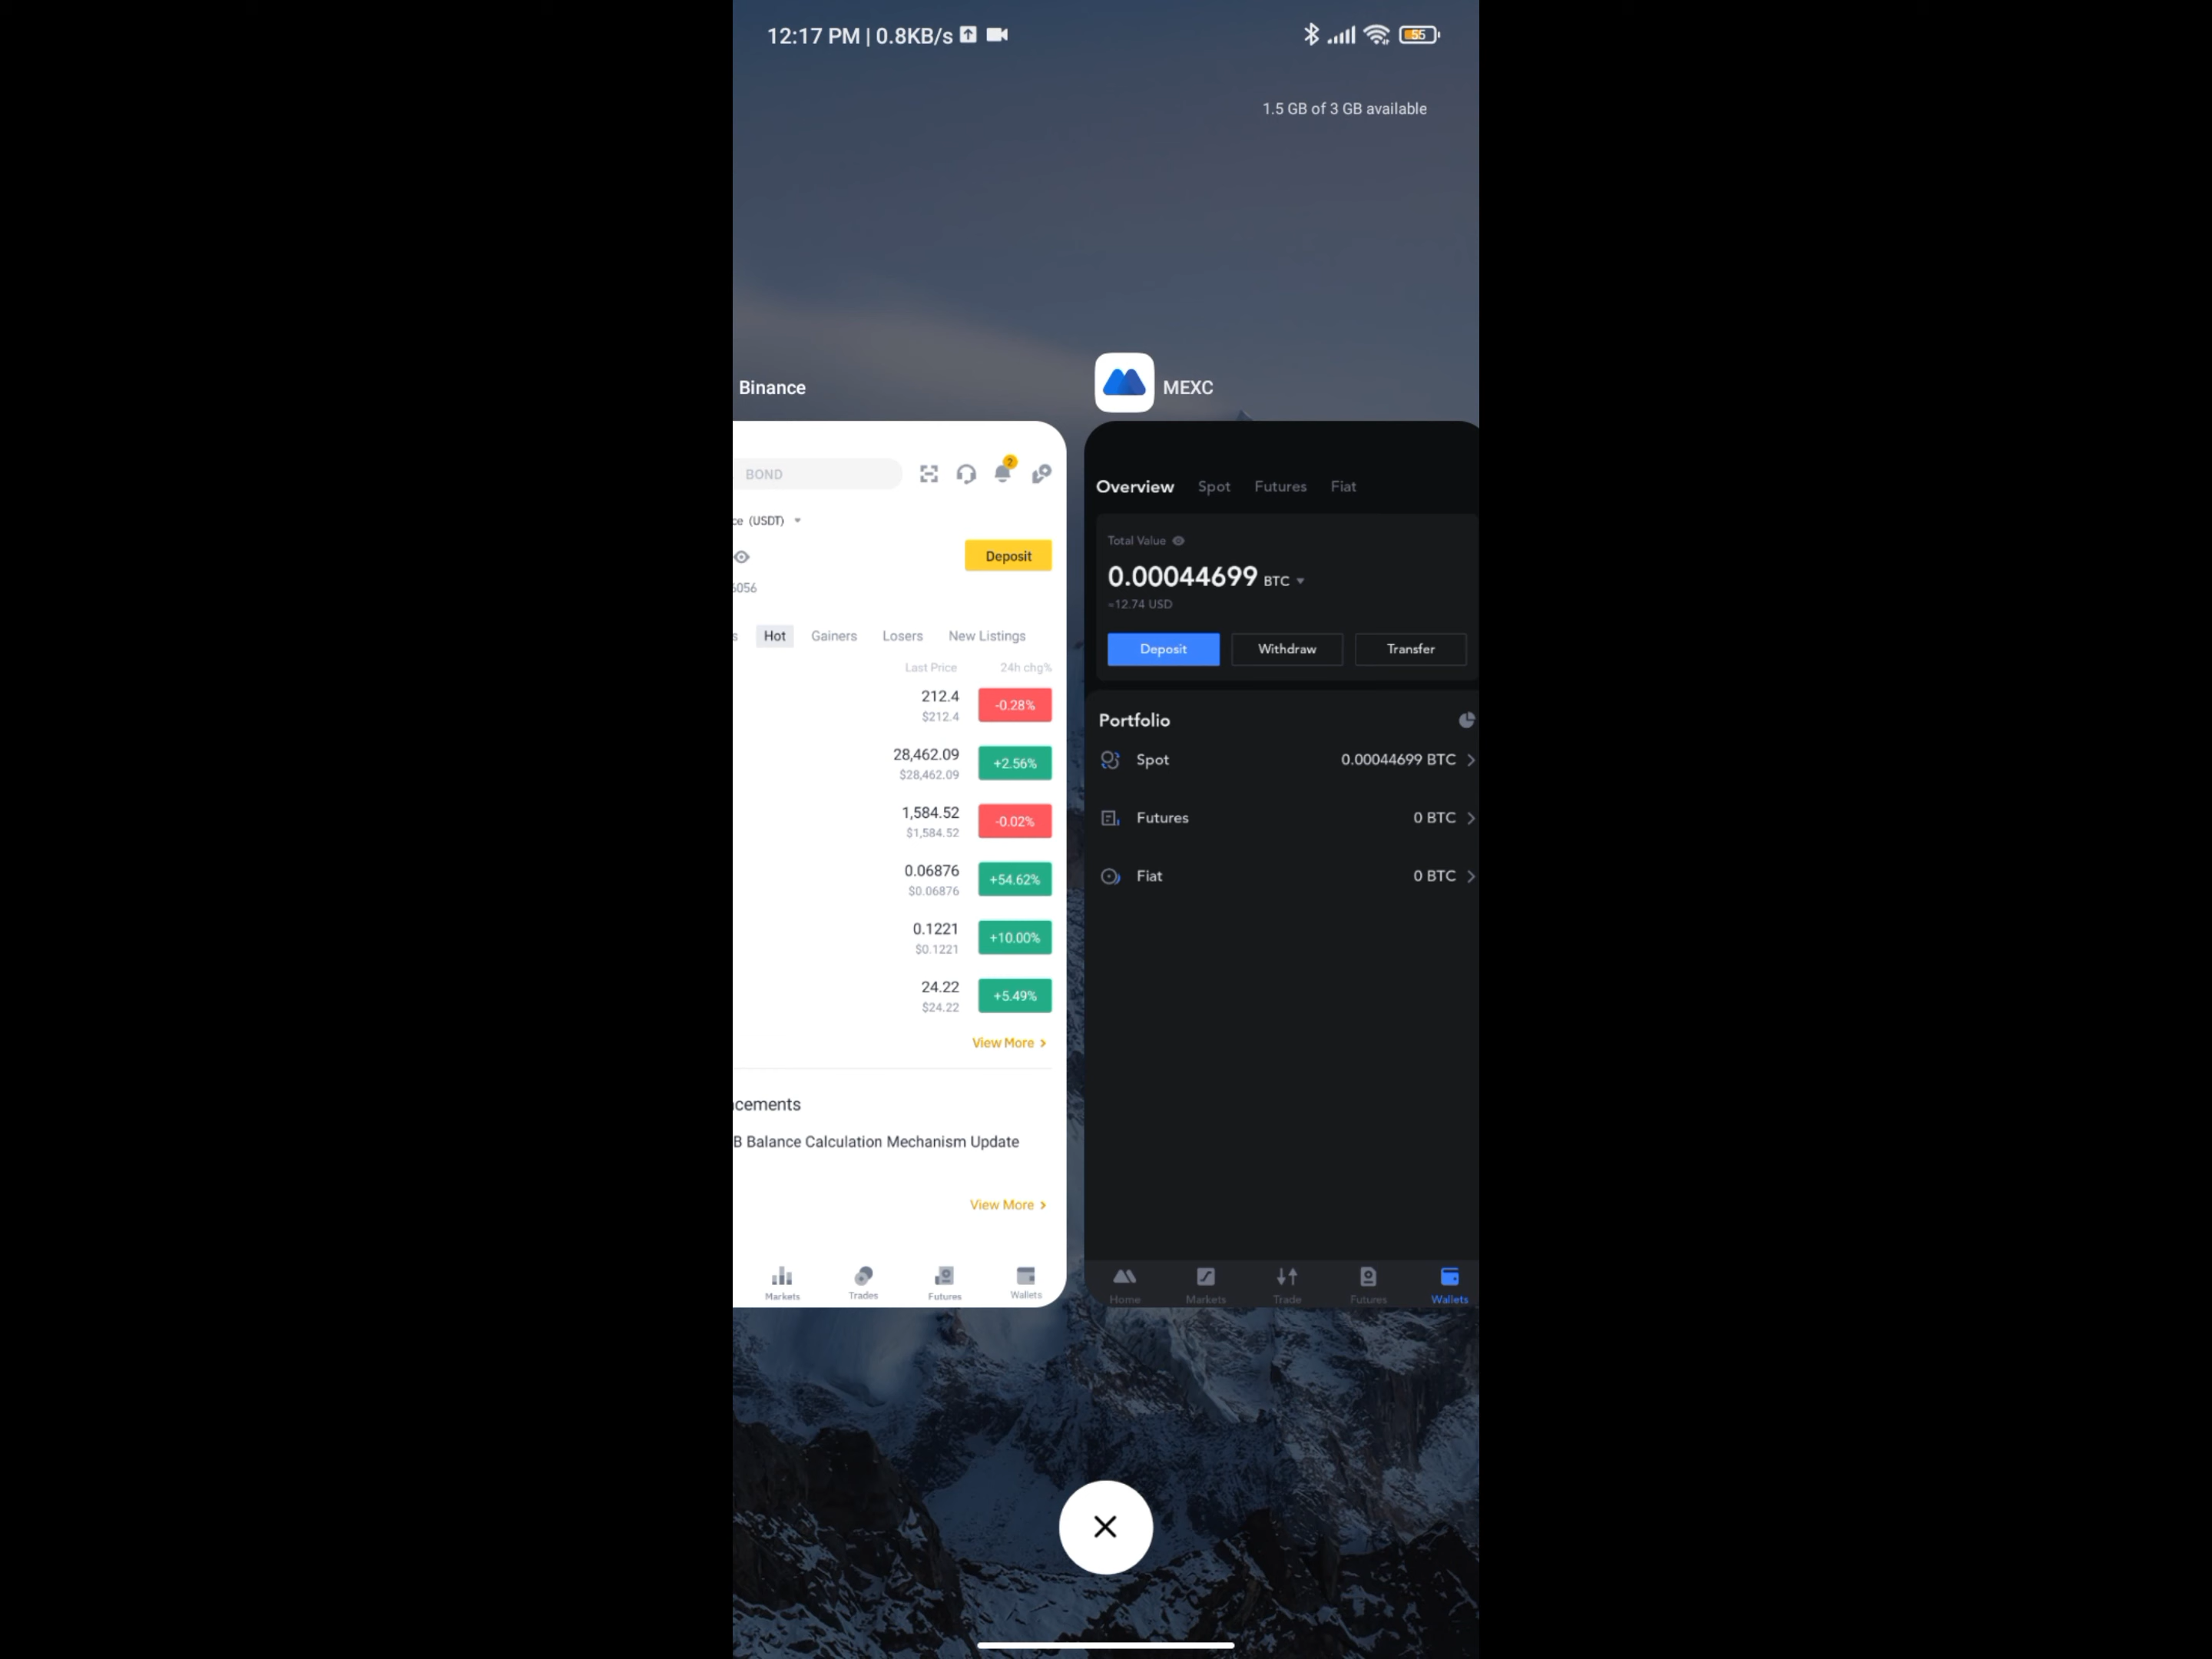 12:17 PM | 0.8KB/s
55
1.5 GB of 3 GB available
Binance
BOND
(USDT)
Deposit
Hot Gainers Losers New Listings
Last Price 24h chg%
212.4 -0.28%
$212.4
28,462.09 +2.56%
$28,462.09
1,584.52 -0.02%
$1,584.52
0.06876 +54.62%
$0.06876
0.1221 +10.00%
$0.1221
24.22 +5.49%
$24.22
View More
B Balance Calculation Mechanism Update
View More
Markets Trades Futures Wallets
MEXC
Overview Spot Futures Fiat
Total Value
0.00044699 BTC
≈12.74 USD
Deposit Withdraw Transfer
Portfolio
Spot 0.00044699 BTC
Futures 0 BTC
Fiat 0 BTC
Home Markets Trade Futures Wallets